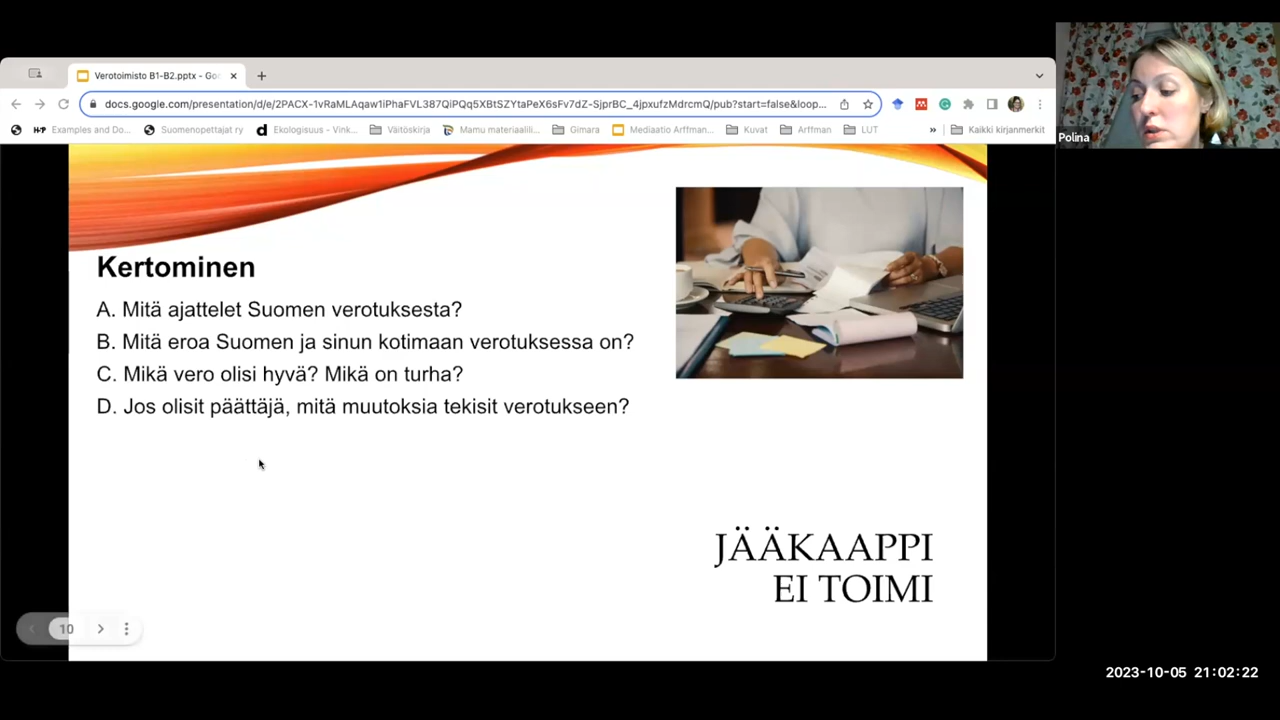 Verotoimisto B1-B2.pptx - Goo
docs.google.com/presentation/d/e/2PACX-1vRaMLAqaw1iPhaFVL387QiPQq5XBtSZYtaPeX6sFv7dZ-SjprBC_4jpxufzMdrcmQ/pub?start=false&loop...
Examples and Do...
Suomenopettajat ry
Ekologisuus - Vink...
Väitöskirja
Mamu materiaalil...
Gimara
Mediaatio Arffman...
Kuvat
Arffman
LUT
»
Kaikki kirjanmerkit
Polina
Kertominen
A. Mitä ajattelet Suomen verotuksesta?
B. Mitä eroa Suomen ja sinun kotimaan verotuksessa on?
C. Mikä vero olisi hyvä? Mikä on turha?
D. Jos olisit päättäjä, mitä muutoksia tekisit verotukseen?
JÄÄKAAPPI
EI TOIMI
10
2023-10-05 21:02:22